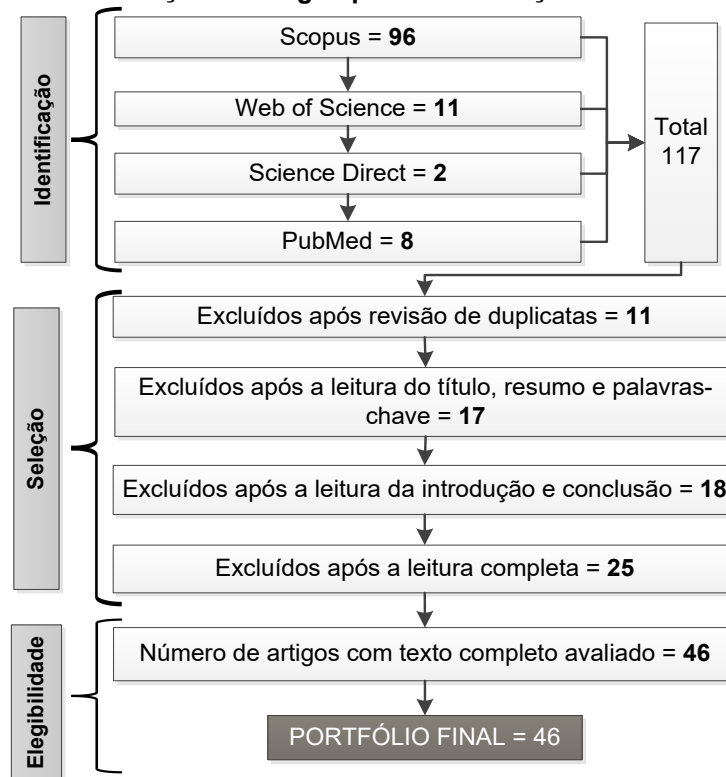 Identificação
Scopus = 96
Web of Science = 11
Science Direct = 2
PubMed = 8
Total
117
Seleção
Excluídos após revisão de duplicatas = 11
Excluídos após a leitura do título, resumo e palavras-
chave = 17
Excluídos após a leitura da introdução e conclusão = 18
Excluídos após a leitura completa = 25
Elegibilidade
Número de artigos com texto completo avaliado = 46
PORTFÓLIO FINAL = 46